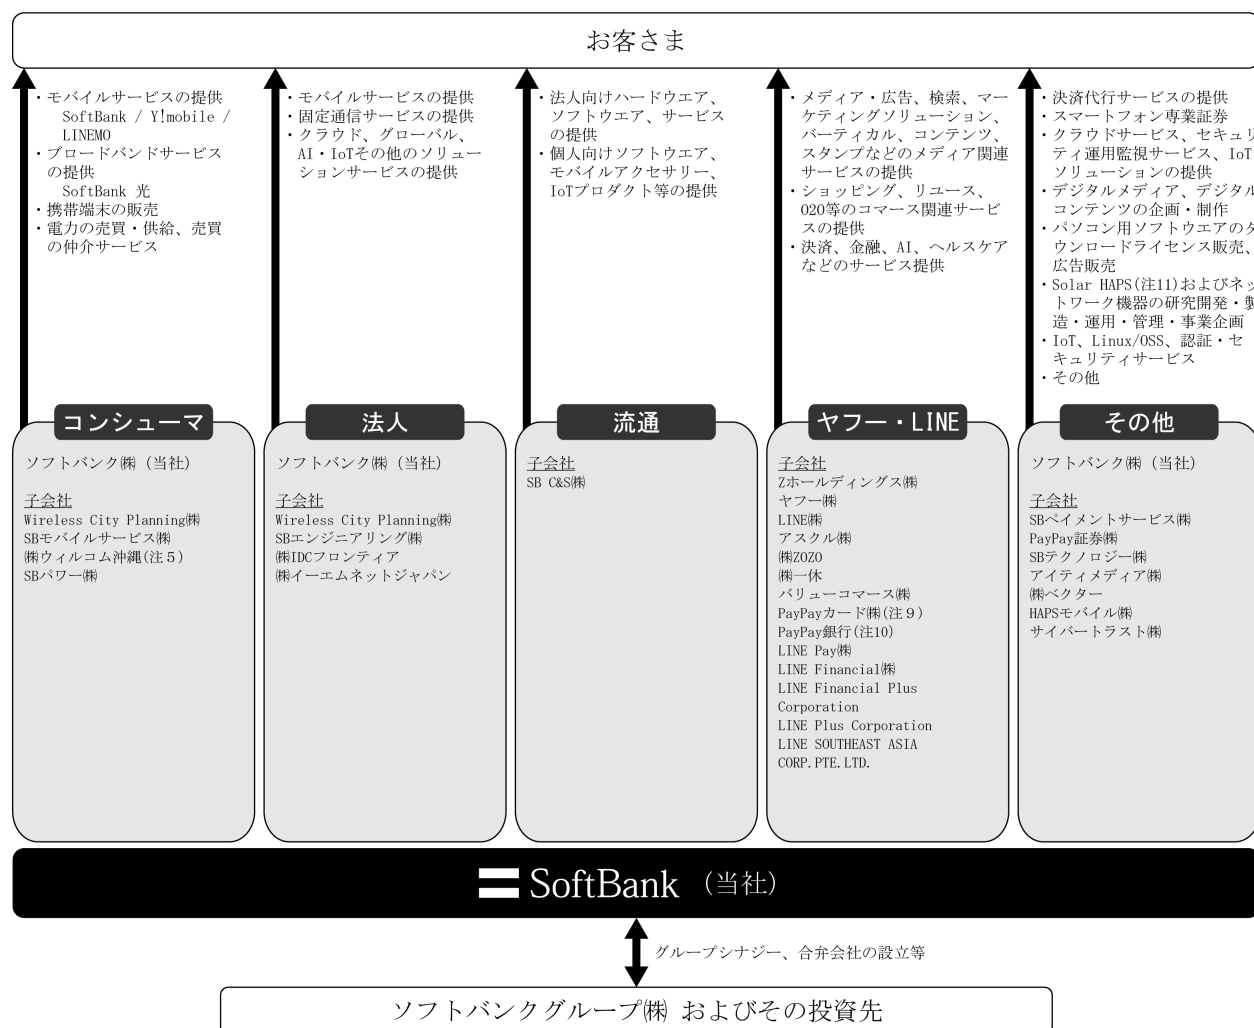 お客さま
・モバイルサービスの提供
SoftBank / Y!mobile /
LINEMO
・ブロードバンドサービス
の提供
SoftBank 光
・携帯端末の販売
・電力の売買・供給、売買
の仲介サービス
・モバイルサービスの提供
・固定通信サービスの提供
・クラウド、グローバル、
AI・IoTその他のソリュー
ションサービスの提供
・法人向けハードウエア、
ソフトウエア、サービス
の提供
・個人向けソフトウエア、
モバイルアクセサリー、
IoTプロダクト等の提供
・メディア・広告、検索、マー
ケティングソリューション、
バーティカル、コンテンツ、
スタンプなどのメディア関連
サービスの提供
・ショッピング、リユース、
O2O等のコマース関連サービ
スの提供
・決済、金融、AI、ヘルスケア
などのサービス提供
・決済代行サービスの提供
・スマートフォン専業証券
・クラウドサービス、セキュリ
ティ運用監視サービス、IoT
ソリューションの提供
・デジタルメディア、デジタル
コンテンツの企画・制作
・パソコン用ソフトウエアのダ
ウンロードライセンス販売、
広告販売
・Solar HAPS(注11)およびネッ
トワーク機器の研究開発・製
造・運用・管理・事業企画
・IoT、Linux/OSS、認証・セ
キュリティサービス
・その他
コンシューマ
ソフトバンク㈱（当社）
子会社
Wireless City Planning㈱
SBモバイルサービス㈱
㈱ウィルコム沖縄(注５)
SBパワー㈱
法人
ソフトバンク㈱（当社）
子会社
Wireless City Planning㈱
SBエンジニアリング㈱
㈱IDCフロンティア
㈱イーエムネットジャパン
流通
子会社
SB C&S㈱
ヤフー・LINE
子会社
Zホールディングス㈱
ヤフー㈱
LINE㈱
アスクル㈱
㈱ZOZO
㈱一休
バリューコマース㈱
PayPayカード㈱(注９)
PayPay銀行(注10)
LINE Pay㈱
LINE Financial㈱
LINE Financial Plus
Corporation
LINE Plus Corporation
LINE SOUTHEAST ASIA
CORP.PTE.LTD.
その他
ソフトバンク㈱（当社）
子会社
SBペイメントサービス㈱
PayPay証券㈱
SBテクノロジー㈱
アイティメディア㈱
㈱ベクター
HAPSモバイル㈱
サイバートラスト㈱
SoftBank （当社）
グループシナジー、合弁会社の設立等
ソフトバンクグループ㈱ およびその投資先